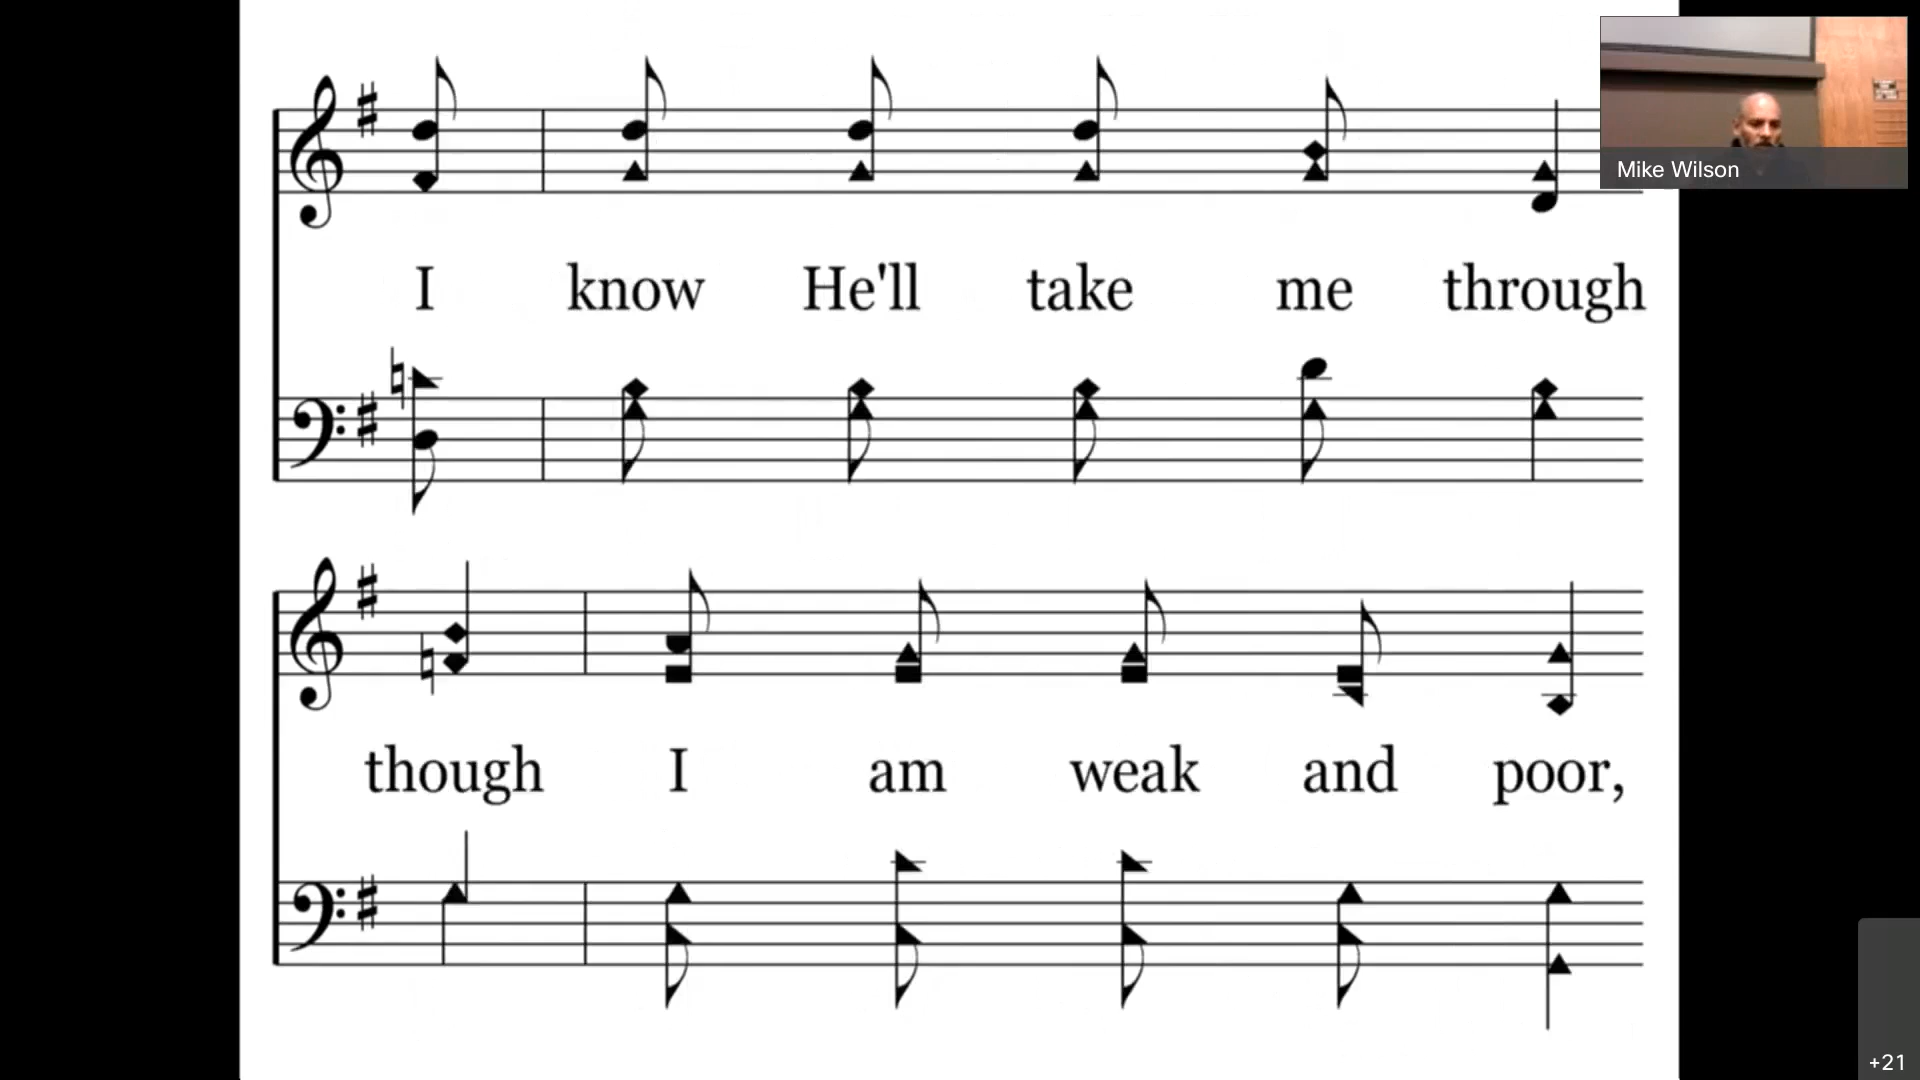 Mike Wilson
I know He'll take me through
though I am weak and poor,
+21